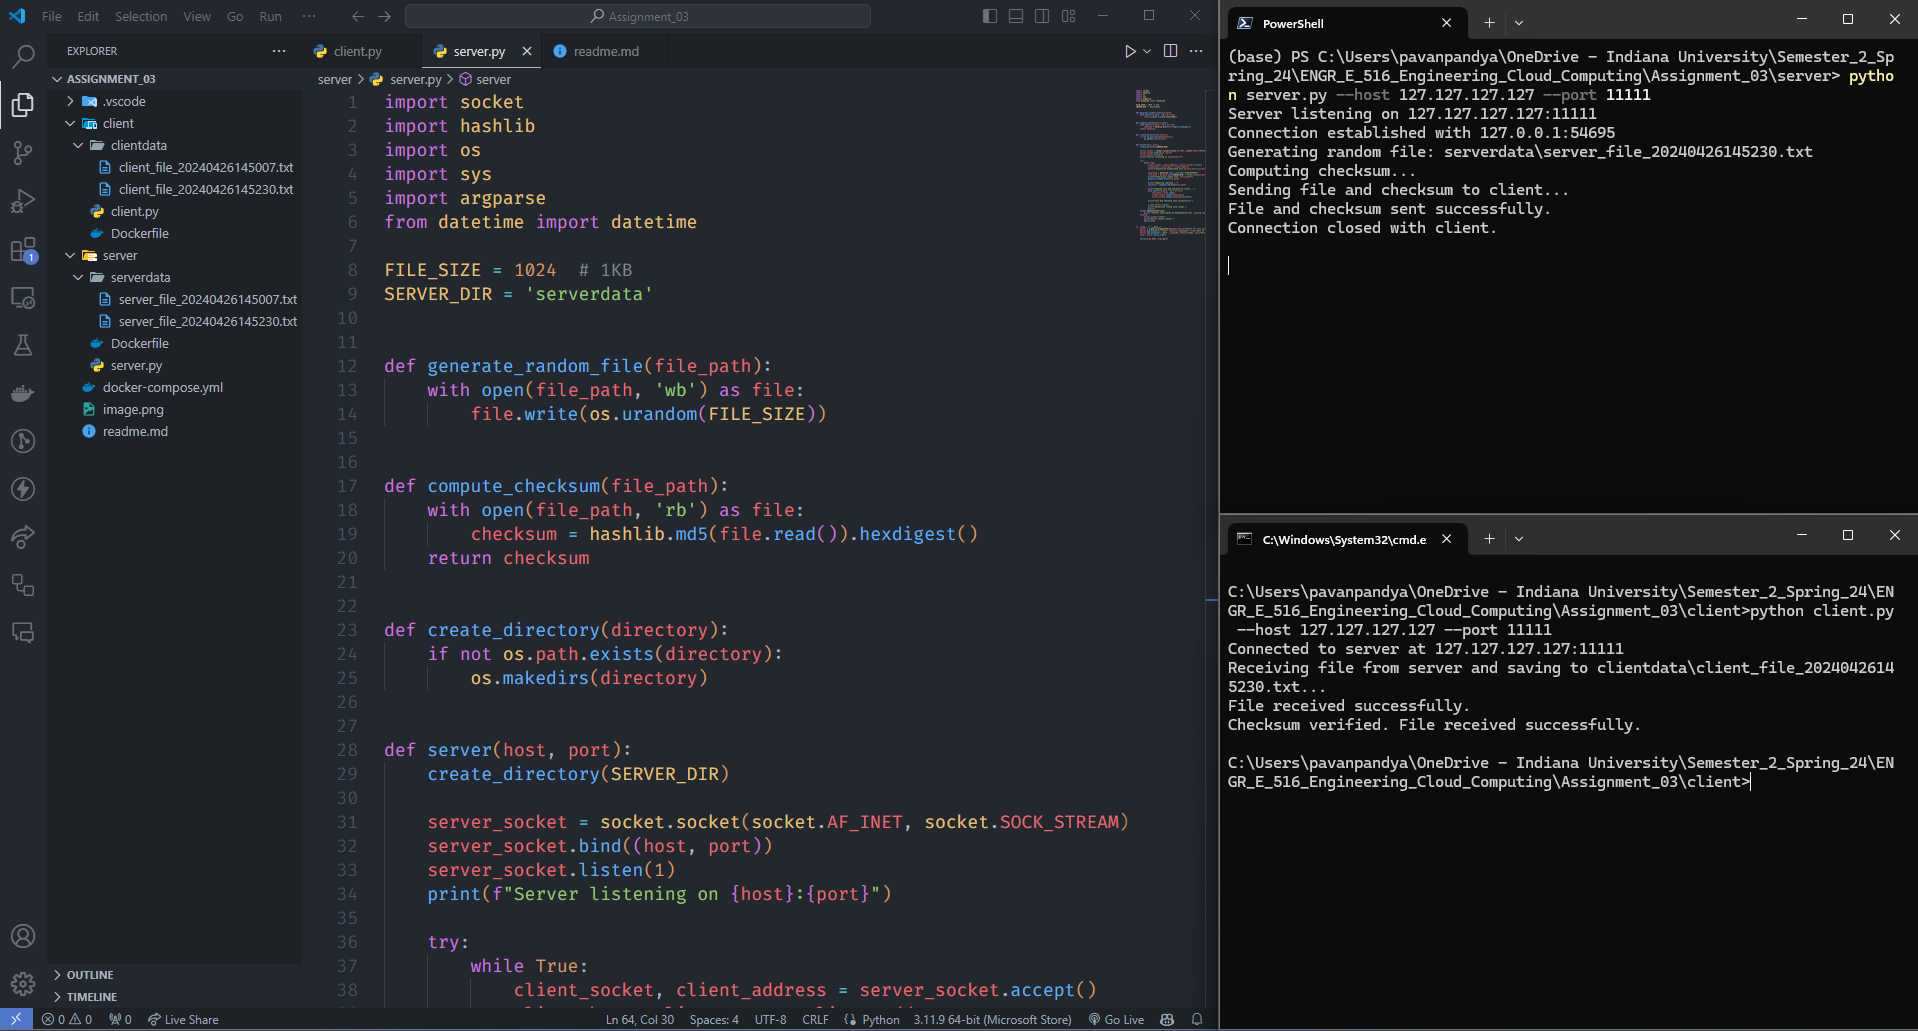 File Edit Selection View Go Run ···
Assignment_03
EXPLORER
ASSIGNMENT_03
.vscode
client
clientdata
client_file_20240426145007.txt
client_file_20240426145230.txt
client.py
Dockerfile
server
serverdata
server_file_20240426145007.txt
server_file_20240426145230.txt
Dockerfile
server.py
docker-compose.yml
image.png
readme.md
OUTLINE
TIMELINE
1
client.py server.py readme.md
server > server.py > server
1 import socket
2 import hashlib
3 import os
4 import sys
5 import argparse
6 from datetime import datetime
7
8 FILE_SIZE = 1024  # 1KB
9 SERVER_DIR = 'serverdata'
10
11
12 def generate_random_file(file_path):
13     with open(file_path, 'wb') as file:
14         file.write(os.urandom(FILE_SIZE))
15
16
17 def compute_checksum(file_path):
18     with open(file_path, 'rb') as file:
19         checksum = hashlib.md5(file.read()).hexdigest()
20     return checksum
21
22
23 def create_directory(directory):
24     if not os.path.exists(directory):
25         os.makedirs(directory)
26
27
28 def server(host, port):
29     create_directory(SERVER_DIR)
30
31     server_socket = socket.socket(socket.AF_INET, socket.SOCK_STREAM)
32     server_socket.bind((host, port))
33     server_socket.listen(1)
34     print(f"Server listening on {host}:{port}")
35
36     try:
37         while True:
38             client_socket, client_address = server_socket.accept()
0 0 0 Live Share Ln 64, Col 30 Spaces: 4 UTF-8 CRLF Python 3.11.9 64-bit (Microsoft Store) Go Live
PowerShell
(base) PS C:\Users\pavanpandya\OneDrive - Indiana University\Semester_2_Sp
ring_24\ENGR_E_516_Engineering_Cloud_Computing\Assignment_03\server> pytho
n server.py --host 127.127.127.127 --port 11111
Server listening on 127.127.127.127:11111
Connection established with 127.0.0.1:54695
Generating random file: serverdata\server_file_20240426145230.txt
Computing checksum...
Sending file and checksum to client...
File and checksum sent successfully.
Connection closed with client.
C:\Windows\System32\cmd.e
C:\Users\pavanpandya\OneDrive - Indiana University\Semester_2_Spring_24\EN
GR_E_516_Engineering_Cloud_Computing\Assignment_03\client>python client.py
 --host 127.127.127.127 --port 11111
Connected to server at 127.127.127.127:11111
Receiving file from server and saving to clientdata\client_file_2024042614
5230.txt...
File received successfully.
Checksum verified. File received successfully.
C:\Users\pavanpandya\OneDrive - Indiana University\Semester_2_Spring_24\EN
GR_E_516_Engineering_Cloud_Computing\Assignment_03\client>